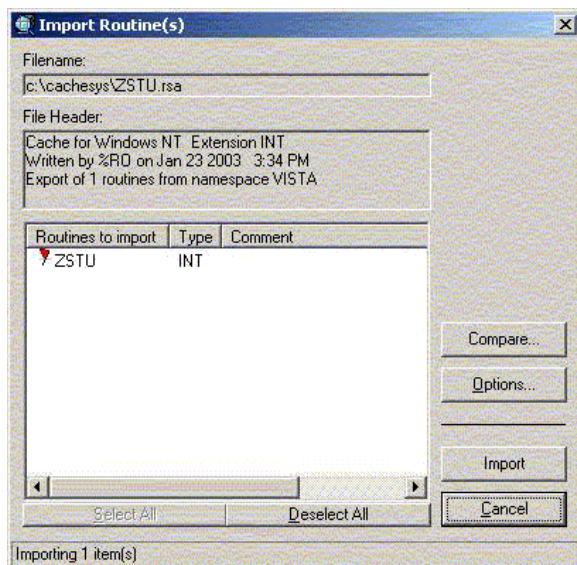 Import Routine(s)
Filename:
c:\cachesys\ZSTU.rsa
File Header:
Cache for Windows NT Extension INT
Written by %RO on Jan 23 2003 3:34 PM
Export of 1 routines from namespace VISTA
Routines to import Type Comment
ZSTU INT
Compare...
Options...
Import
Cancel
Select All Deselect All
Importing 1 item(s)